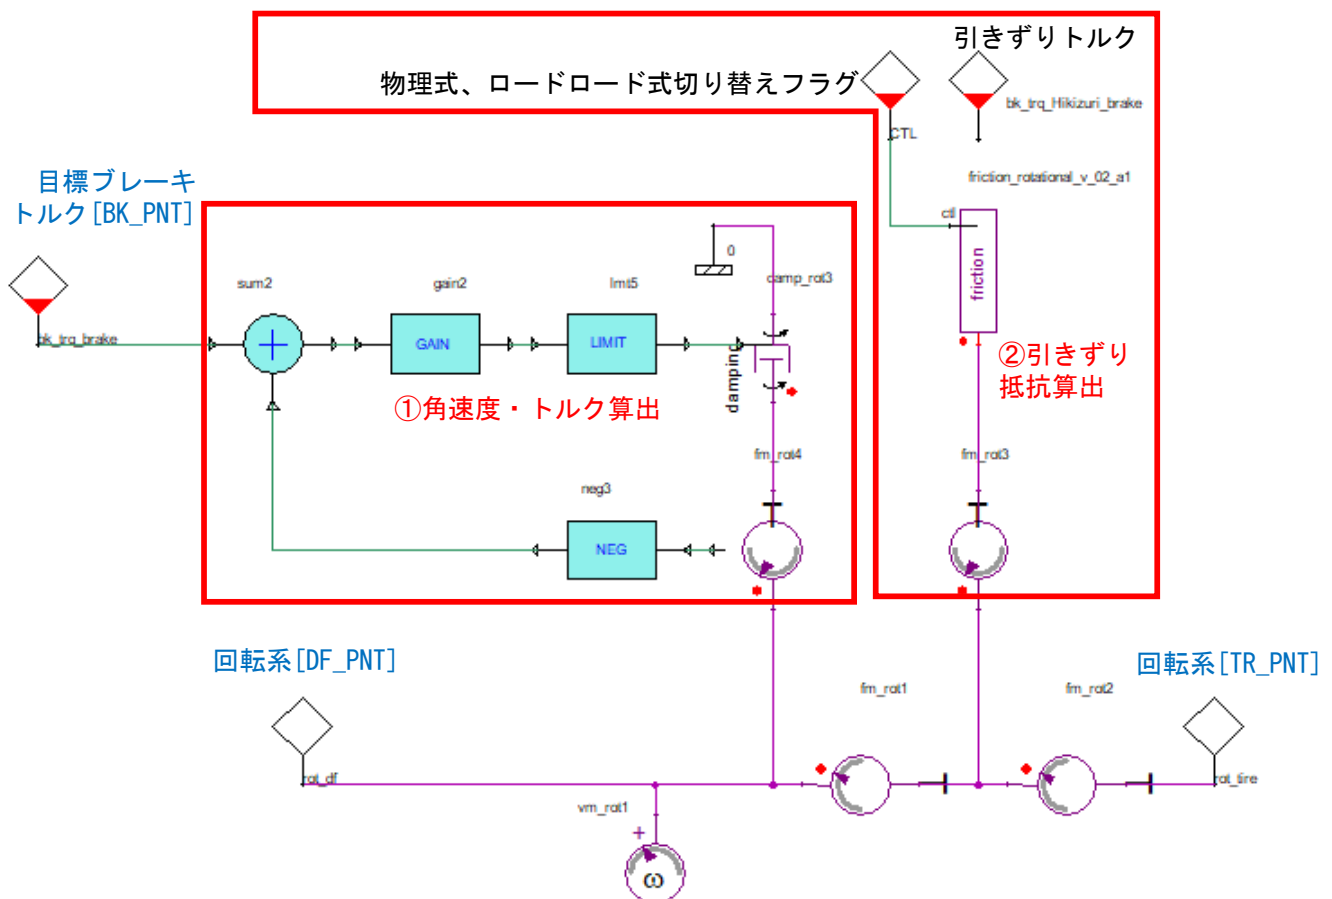 引きずりトルク
物理式、ロードロード式切り替えフラグ
bk_trq_Hikizuri_brake
CTL
目標ブレーキ
トルク[BK_PNT]
friction_rotational_v_02_a1
ctl
friction
0
sum2
gain2
lmt5
damp_rot3
bk_trq_brake
+
GAIN
LIMIT
damping
②引きずり
抵抗算出
①角速度・トルク算出
fm_rot4
fm_rot3
neg3
NEG
回転系[DF_PNT]
回転系[TR_PNT]
fm_rot1
fm_rot2
rot_df
rot_tire
vm_rot1
+
ω